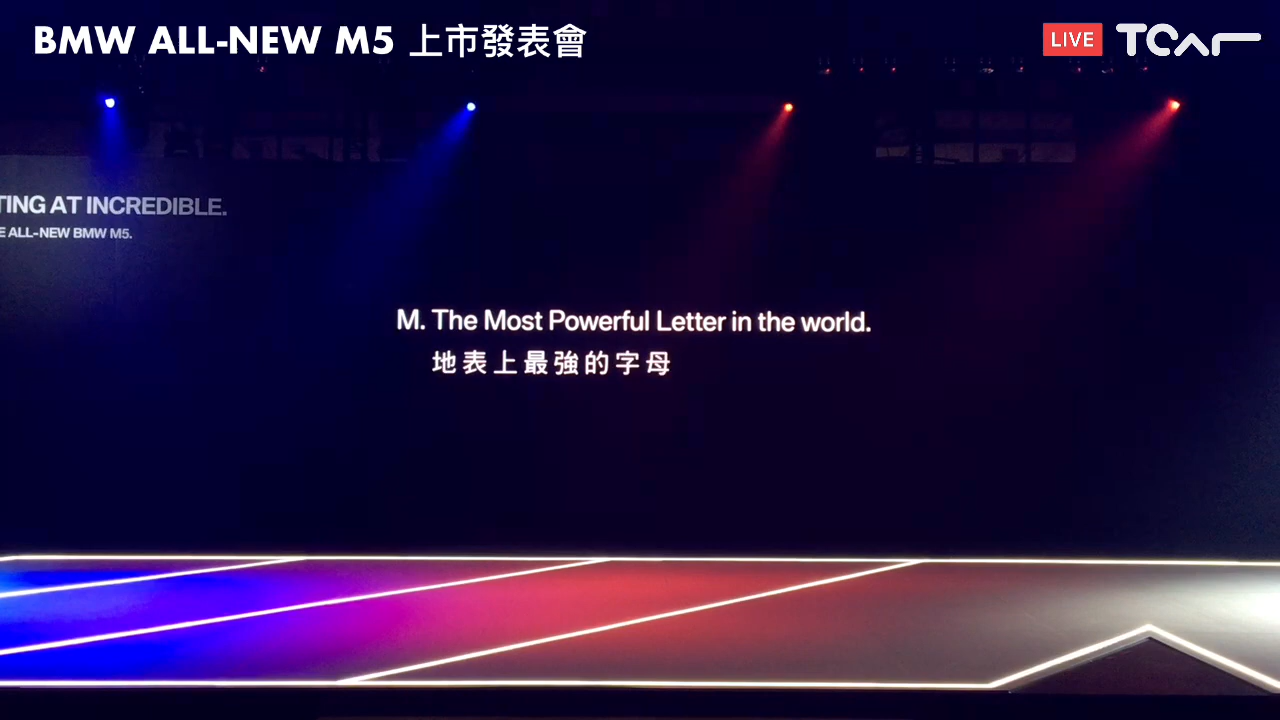 BMW ALL-NEW M5 上市發表會
LIVE TCAR
TING AT INCREDIBLE.
E ALL-NEW BMW M5.
M. The Most Powerful Letter in the world.
地表上最強的字母